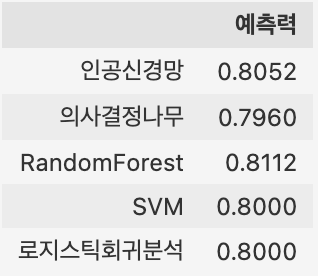 예측력
인공신경망 0.8052
의사결정나무 0.7960
RandomForest 0.8112
SVM 0.8000
로지스틱회귀분석 0.8000